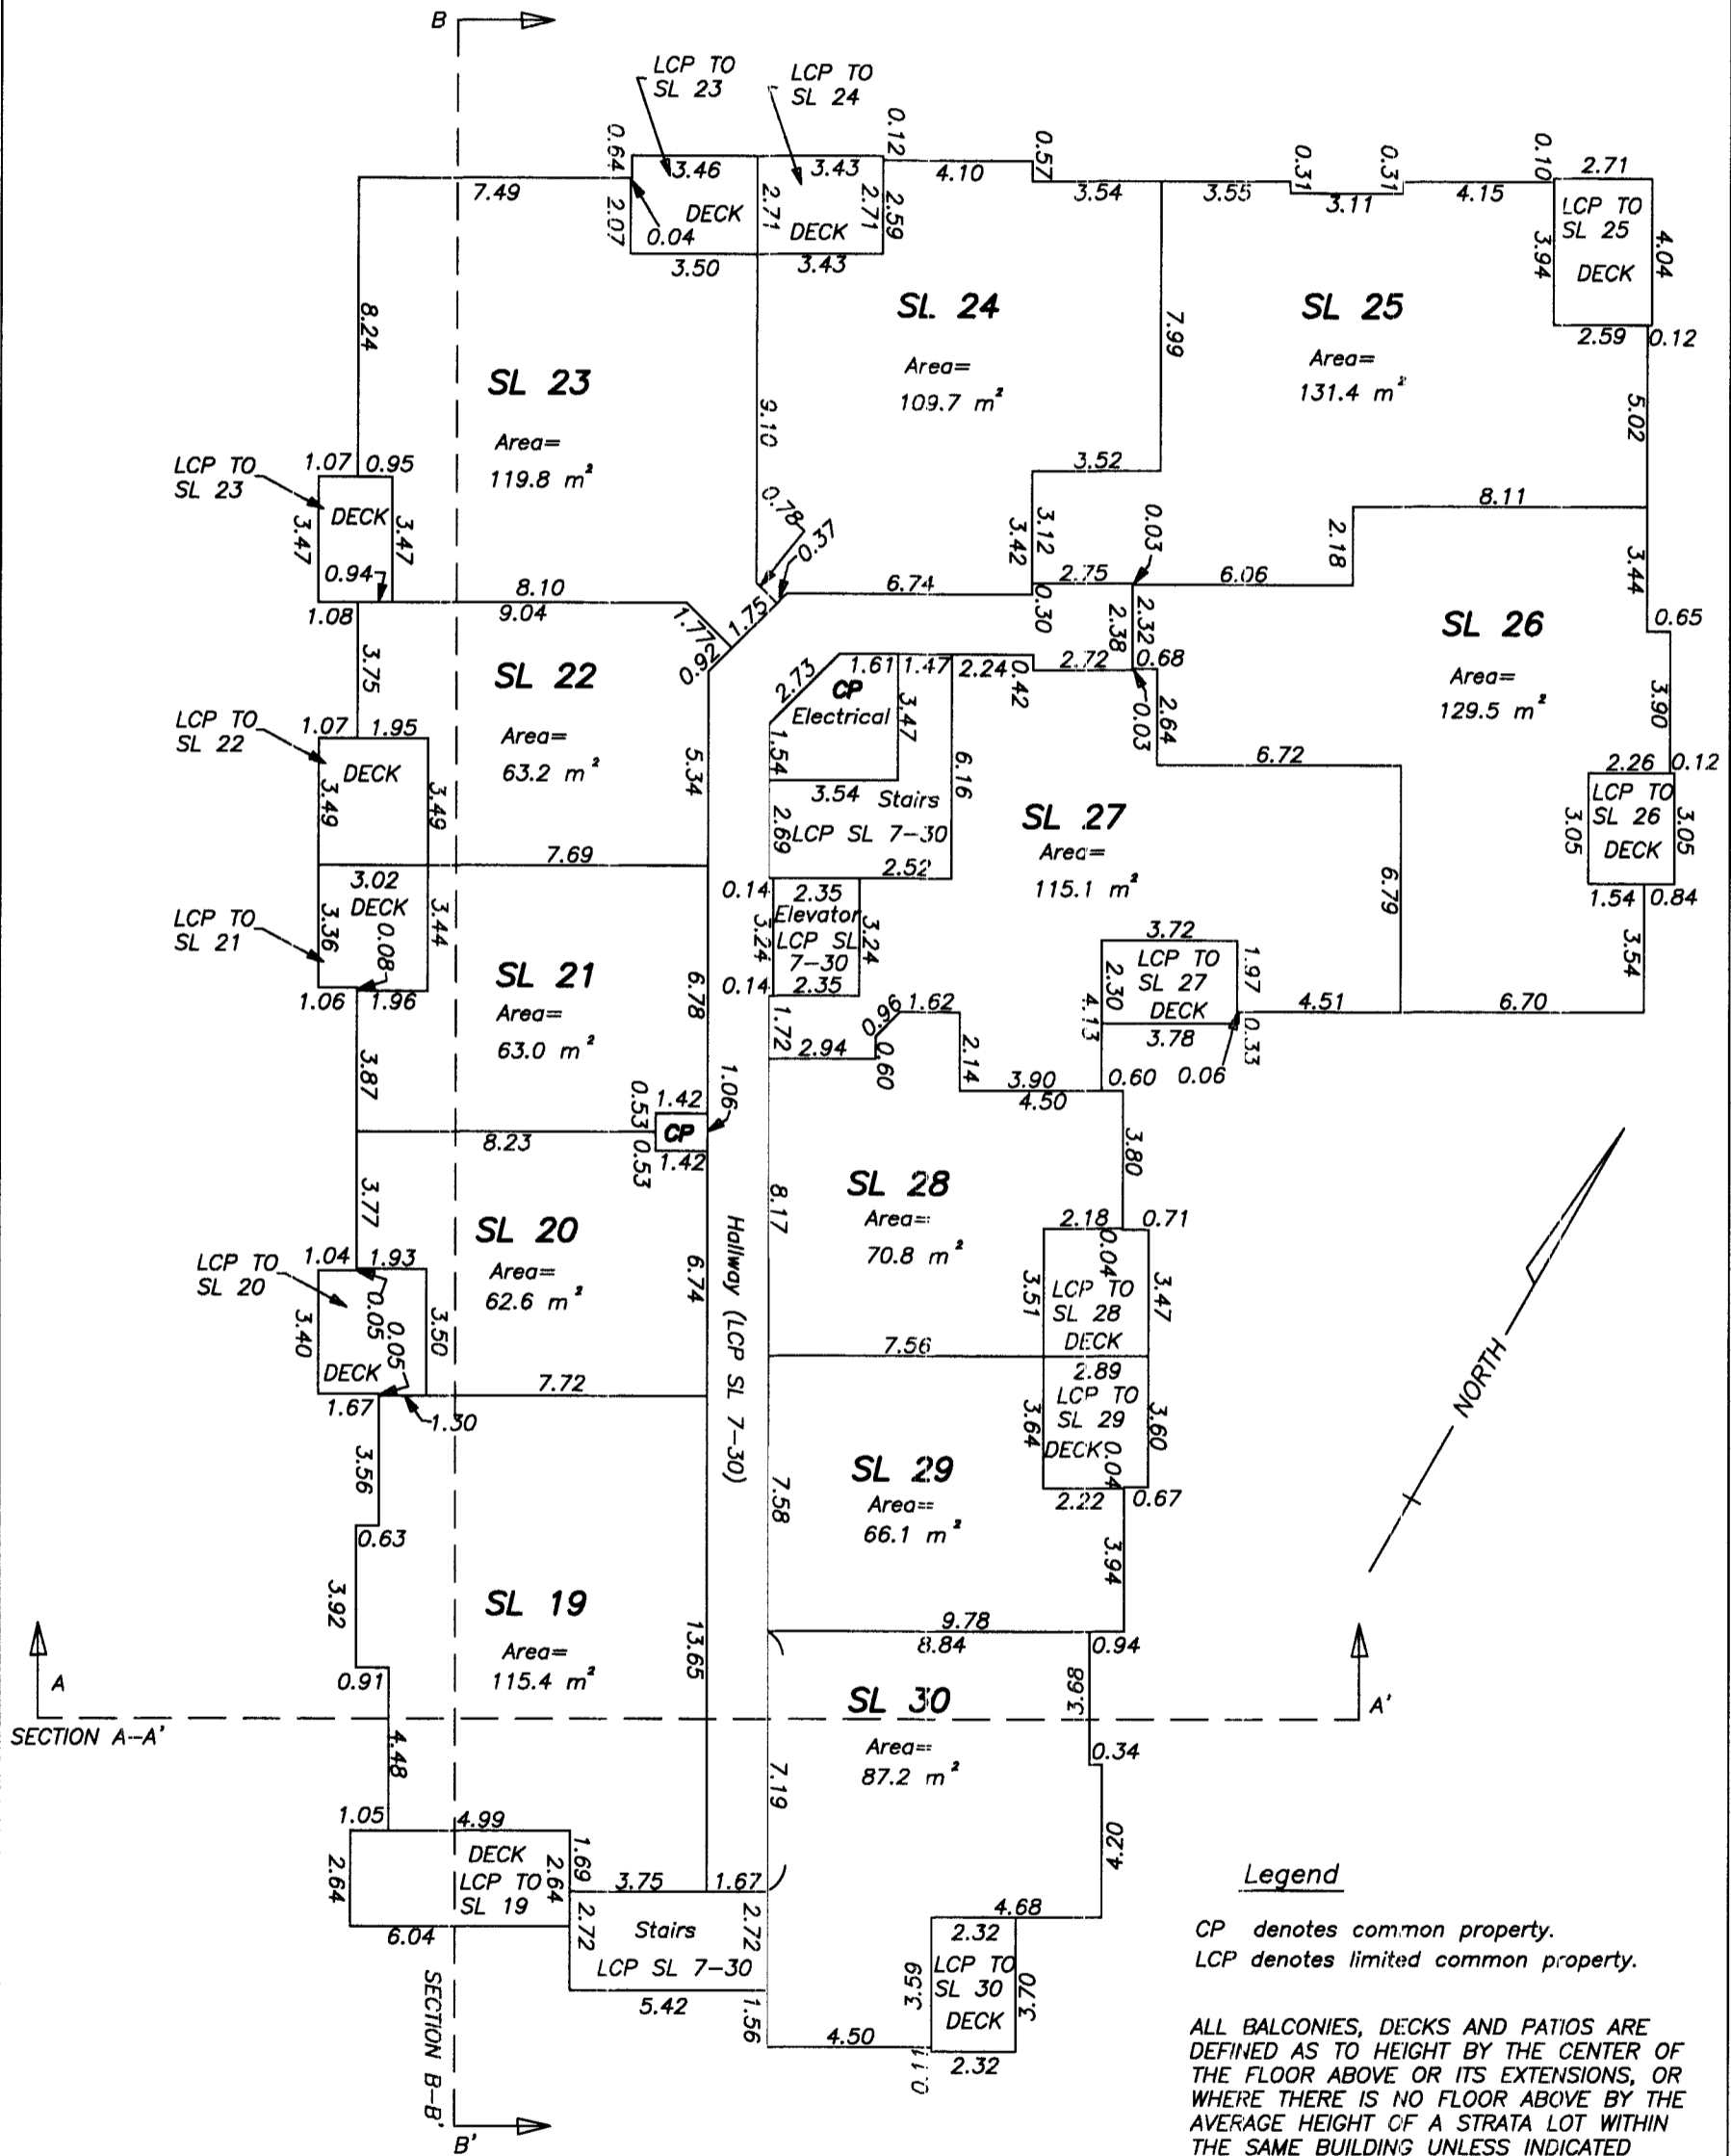 B
LCP TO
SL 23
LCP TO
SL 24
0.64
3.46
3.43
0.12
4.10
0.57
0.31
0.31
0.10
2.71
7.49
2.07
0.04
DECK
2.71
DECK
2.71
2.59
3.54
3.55
3.11
4.15
LCP TO
SL 25
DECK
3.94
4.04
3.50
3.43
2.59
0.12
8.24
SL 24
Area=
109.7 m²
7.99
SL 25
Area=
131.4 m²
5.02
SL 23
Area=
119.8 m²
9.10
LCP TO
SL 23
1.07
0.95
DECK
3.47
3.47
0.94
3.52
8.11
0.78
0.37
3.42
3.12
0.03
2.18
3.44
1.08
8.10
9.04
1.77
1.75
0.92
6.74
0.30
2.75
6.06
2.38
2.32
0.65
3.75
SL 22
Area=
63.2 m²
2.73
1.61
1.47
2.24
0.42
2.72
0.68
0.03
2.64
SL 26
Area=
129.5 m²
3.90
CP
Electrical
3.47
1.54
LCP TO
SL 22
1.07
1.95
DECK
3.49
3.49
5.34
6.16
6.72
2.26
0.12
3.54
Stairs
LCP SL 7-30
2.69
2.52
SL 27
Area=
115.1 m²
LCP TO
SL 26
DECK
3.05
3.05
7.69
3.02
DECK
3.36
0.08
3.44
LCP TO
SL 21
0.14
2.35
Elevator
LCP SL
7-30
3.24
3.24
2.35
0.14
6.79
1.54
0.84
1.06
1.96
SL 21
Area=
63.0 m²
6.78
3.72
LCP TO
SL 27
DECK
2.30
4.13
1.97
3.78
0.33
0.06
4.51
6.70
3.54
3.87
1.72
2.94
0.60
0.96
1.62
2.14
3.90
4.50
0.60
0.53
1.42
CP
1.06
8.23
0.53
1.42
3.80
3.77
SL 20
Area=
62.6 m²
6.74
Hallway (LCP SL 7-30)
8.17
SL 28
Area=
70.8 m²
2.18
0.71
0.04
LCP TO
SL 28
DECK
3.51
3.47
LCP TO
SL 20
1.04
1.93
0.05
0.05
3.40
3.50
DECK
1.67
1.30
7.72
7.56
2.89
LCP TO
SL 29
DECK
3.64
3.60
0.04
2.22
0.67
NORTH
3.56
0.63
SL 29
Area=
66.1 m²
7.58
3.94
3.92
SL 19
Area=
115.4 m²
13.65
9.78
8.84
0.94
0.91
A
SECTION A-A'
SL 30
Area=
87.2 m²
3.68
A'
0.34
4.48
7.19
4.20
1.05
4.99
DECK
LCP TO
SL 19
2.64
2.64
1.69
6.04
3.75
1.67
Stairs
LCP SL 7-30
2.72
2.72
5.42
1.56
4.68
2.32
LCP TO
SL 30
DECK
3.59
3.70
4.50
0.11
2.32
SECTION B-B'
B'
Legend
CP denotes common property.
LCP denotes limited common property.
ALL BALCONIES, DECKS AND PATIOS ARE
DEFINED AS TO HEIGHT BY THE CENTER OF
THE FLOOR ABOVE OR ITS EXTENSIONS, OR
WHERE THERE IS NO FLOOR ABOVE BY THE
AVERAGE HEIGHT OF A STRATA LOT WITHIN
THE SAME BUILDING UNLESS INDICATED